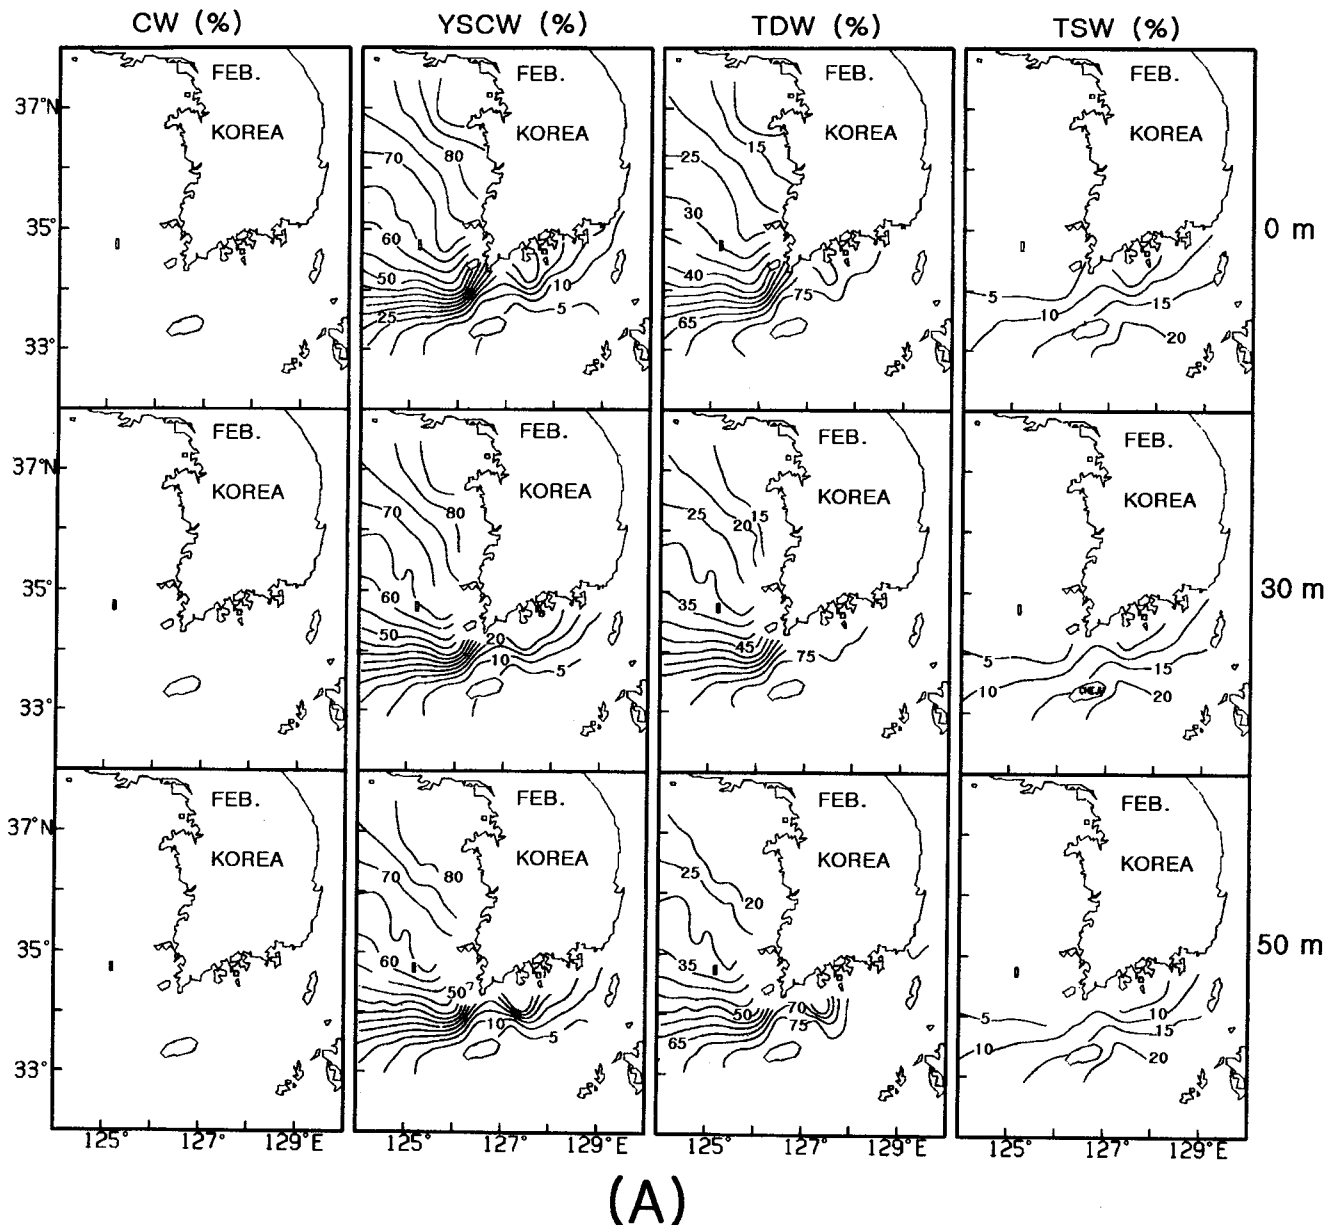 CW (%) YSCW (%) TDW (%) TSW (%)
FEB. FEB. FEB. FEB.
37°N
KOREA KOREA KOREA KOREA
70 80 25 15
35°
60 30
0 m
50 10 40 75 5 15
25 5 65 10 20
33°
FEB. FEB. FEB. FEB.
37°N
KOREA KOREA KOREA KOREA
70 80 25 20 15
35°
60 35
30 m
50 20 45 75 5 15
10 5 10 20
33°
FEB. FEB. FEB. FEB.
37°N
KOREA KOREA KOREA KOREA
70 80 25 20
35°
60 35
50 m
50 70 10
10 5 50 75 5 15
65 10 20
33°
125° 127° 129°E 125° 127° 129°E 125° 127° 129°E 125° 127° 129°E
(A)